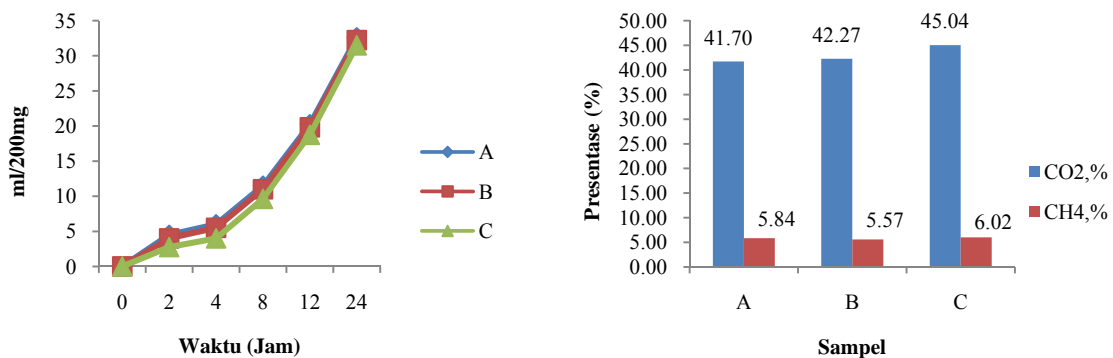 35
30
25
20
15
10
5
0
ml/200mg
0 2 4 8 12 24
Waktu (Jam)
A
B
C
50.00
45.00
40.00
35.00
30.00
25.00
20.00
15.00
10.00
5.00
0.00
Presentase (%)
41.70 42.27 45.04
5.84 5.57 6.02
A B C
Sampel
CO2,%
CH4,%